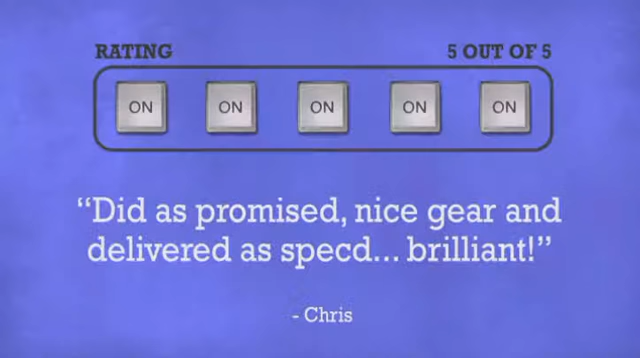 RATING 5 OUT OF 5
ON ON ON ON ON
“Did as promised, nice gear and
delivered as specd... brilliant!”
- Chris